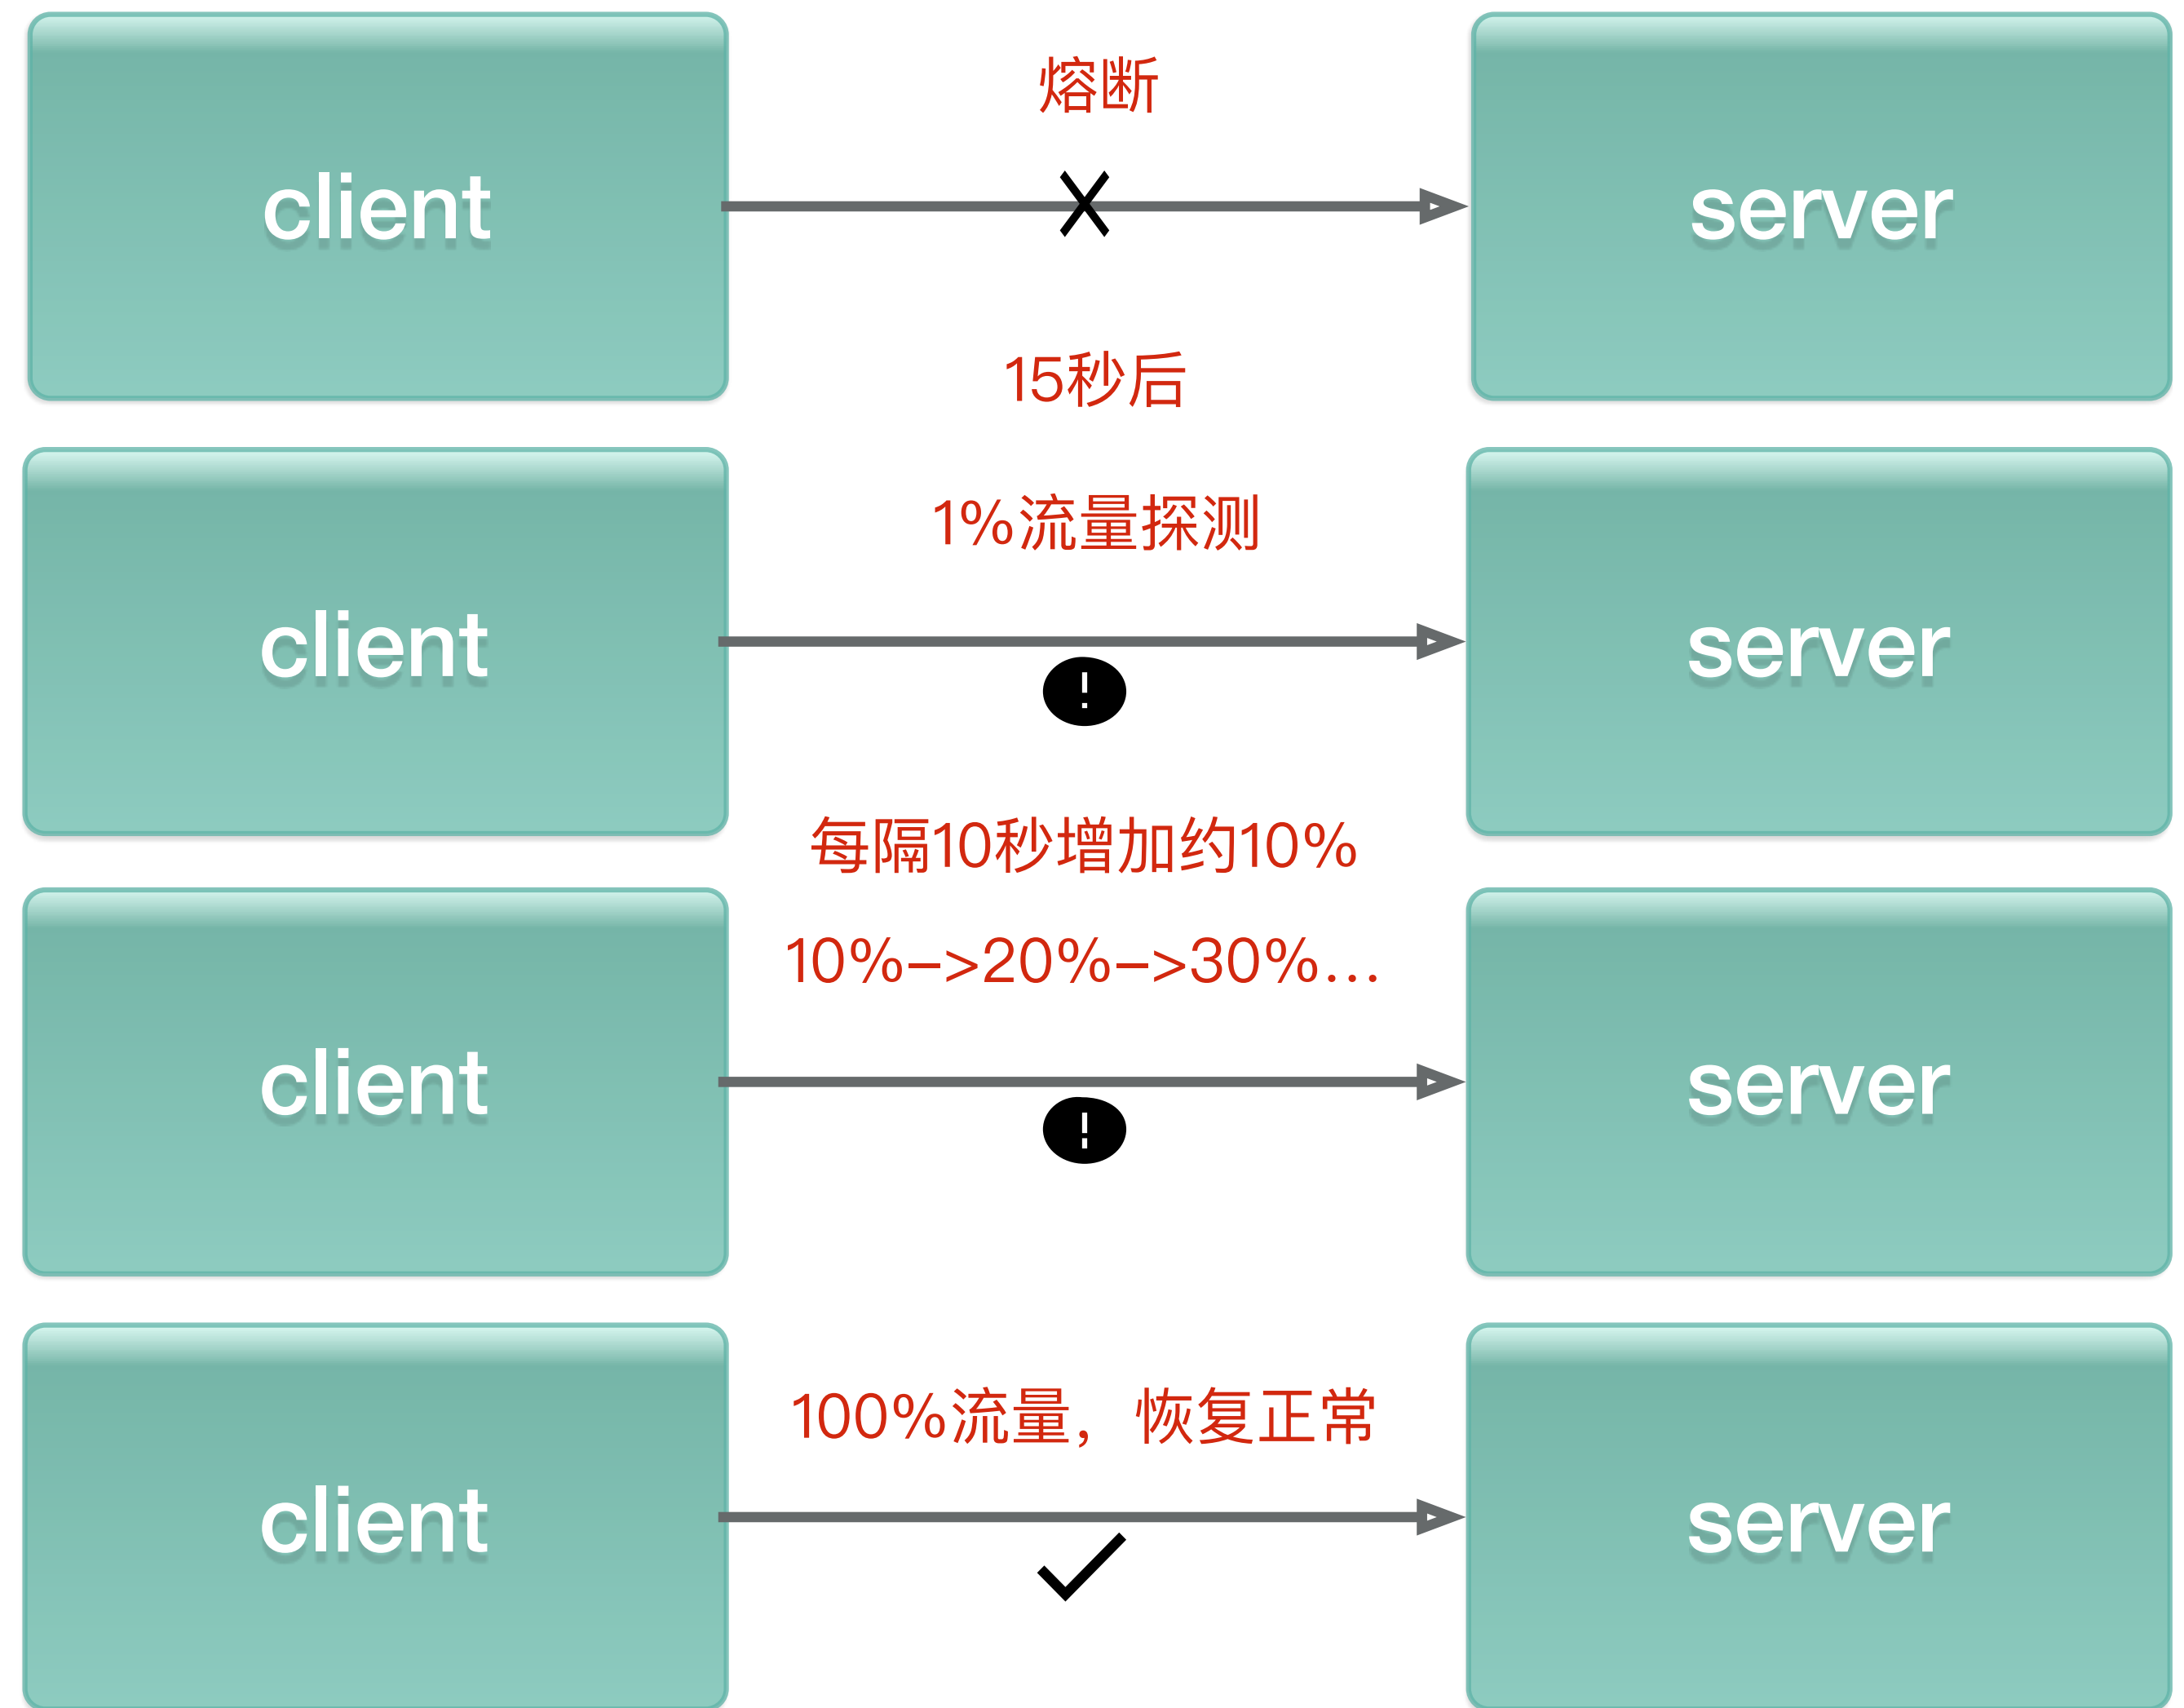 熔断
client
server
15秒后
1%流量探测
client
server
每隔10秒增加约10%
10%->20%->30%...
client
server
100%流量，恢复正常
client
server